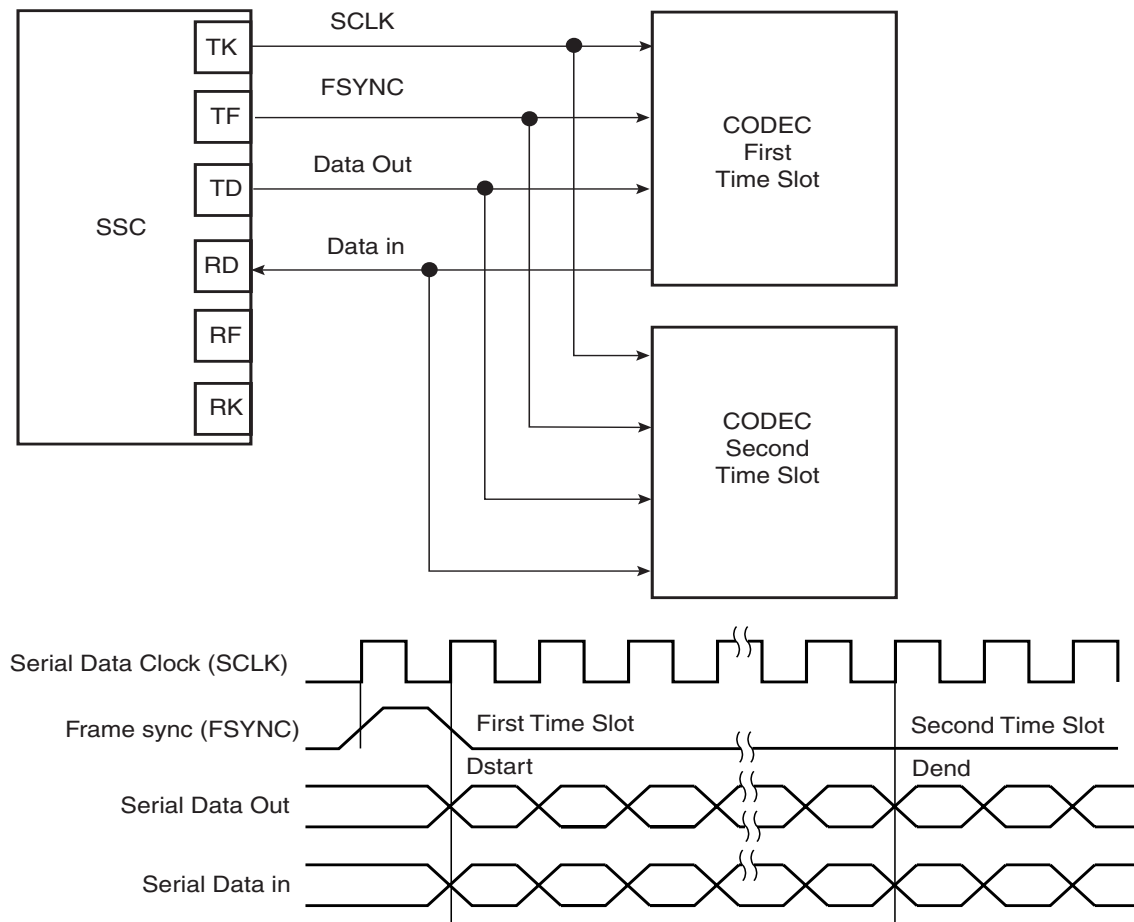 SCLK
TK
FSYNC
TF
CODEC
First
Time Slot
Data Out
TD
SSC
Data in
RD
RF
RK
CODEC
Second
Time Slot
Serial Data Clock (SCLK)
Frame sync (FSYNC)
First Time Slot
Second Time Slot
Dstart
Dend
Serial Data Out
Serial Data in